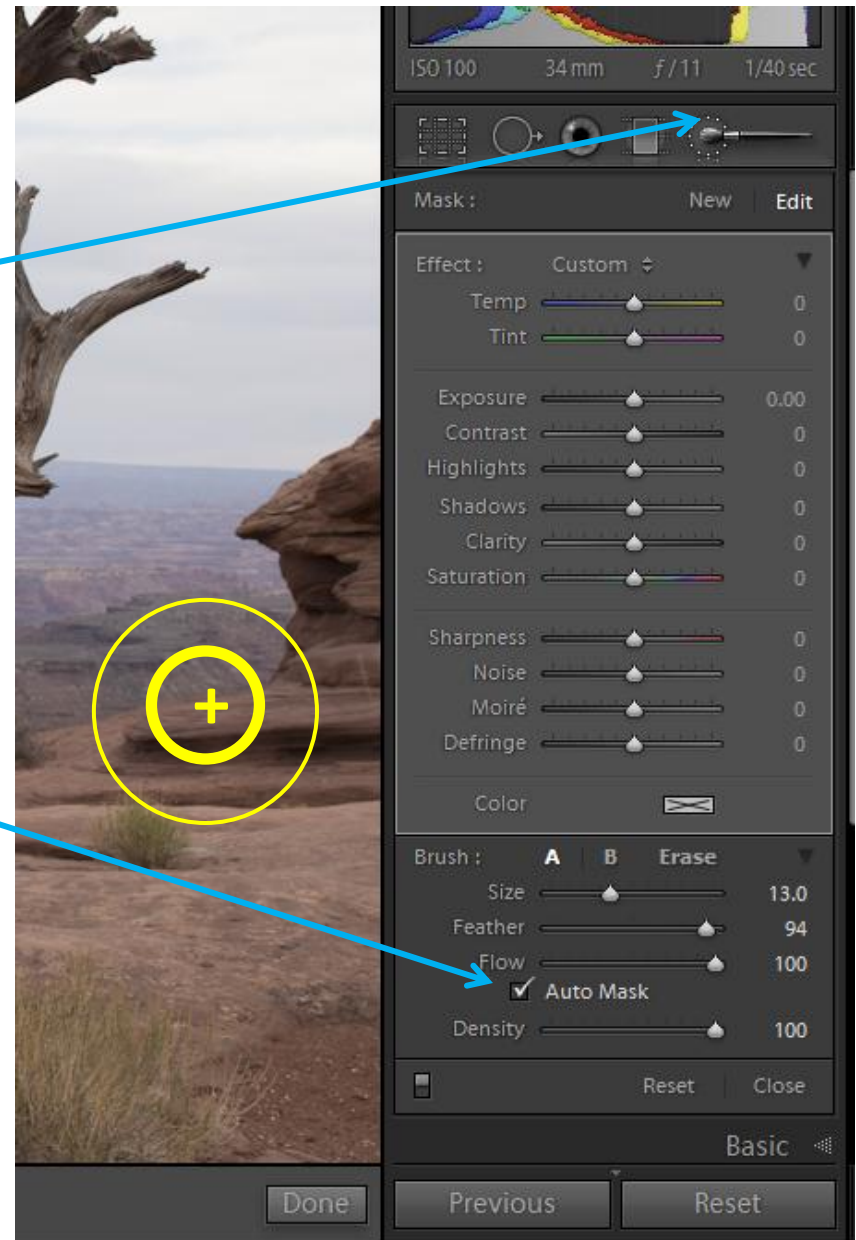 ISO 100 34 mm ƒ / 11 1/40 sec
Mask : New Edit
Effect : Custom
Temp 0
Tint 0
Exposure 0.00
Contrast 0
Highlights 0
Shadows 0
Clarity 0
Saturation 0
Sharpness 0
Noise 0
Moiré 0
Defringe 0
Color
Brush : A B Erase
Size 13.0
Feather 94
Flow 100
Auto Mask
Density 100
Reset Close
Basic
Done Previous Reset